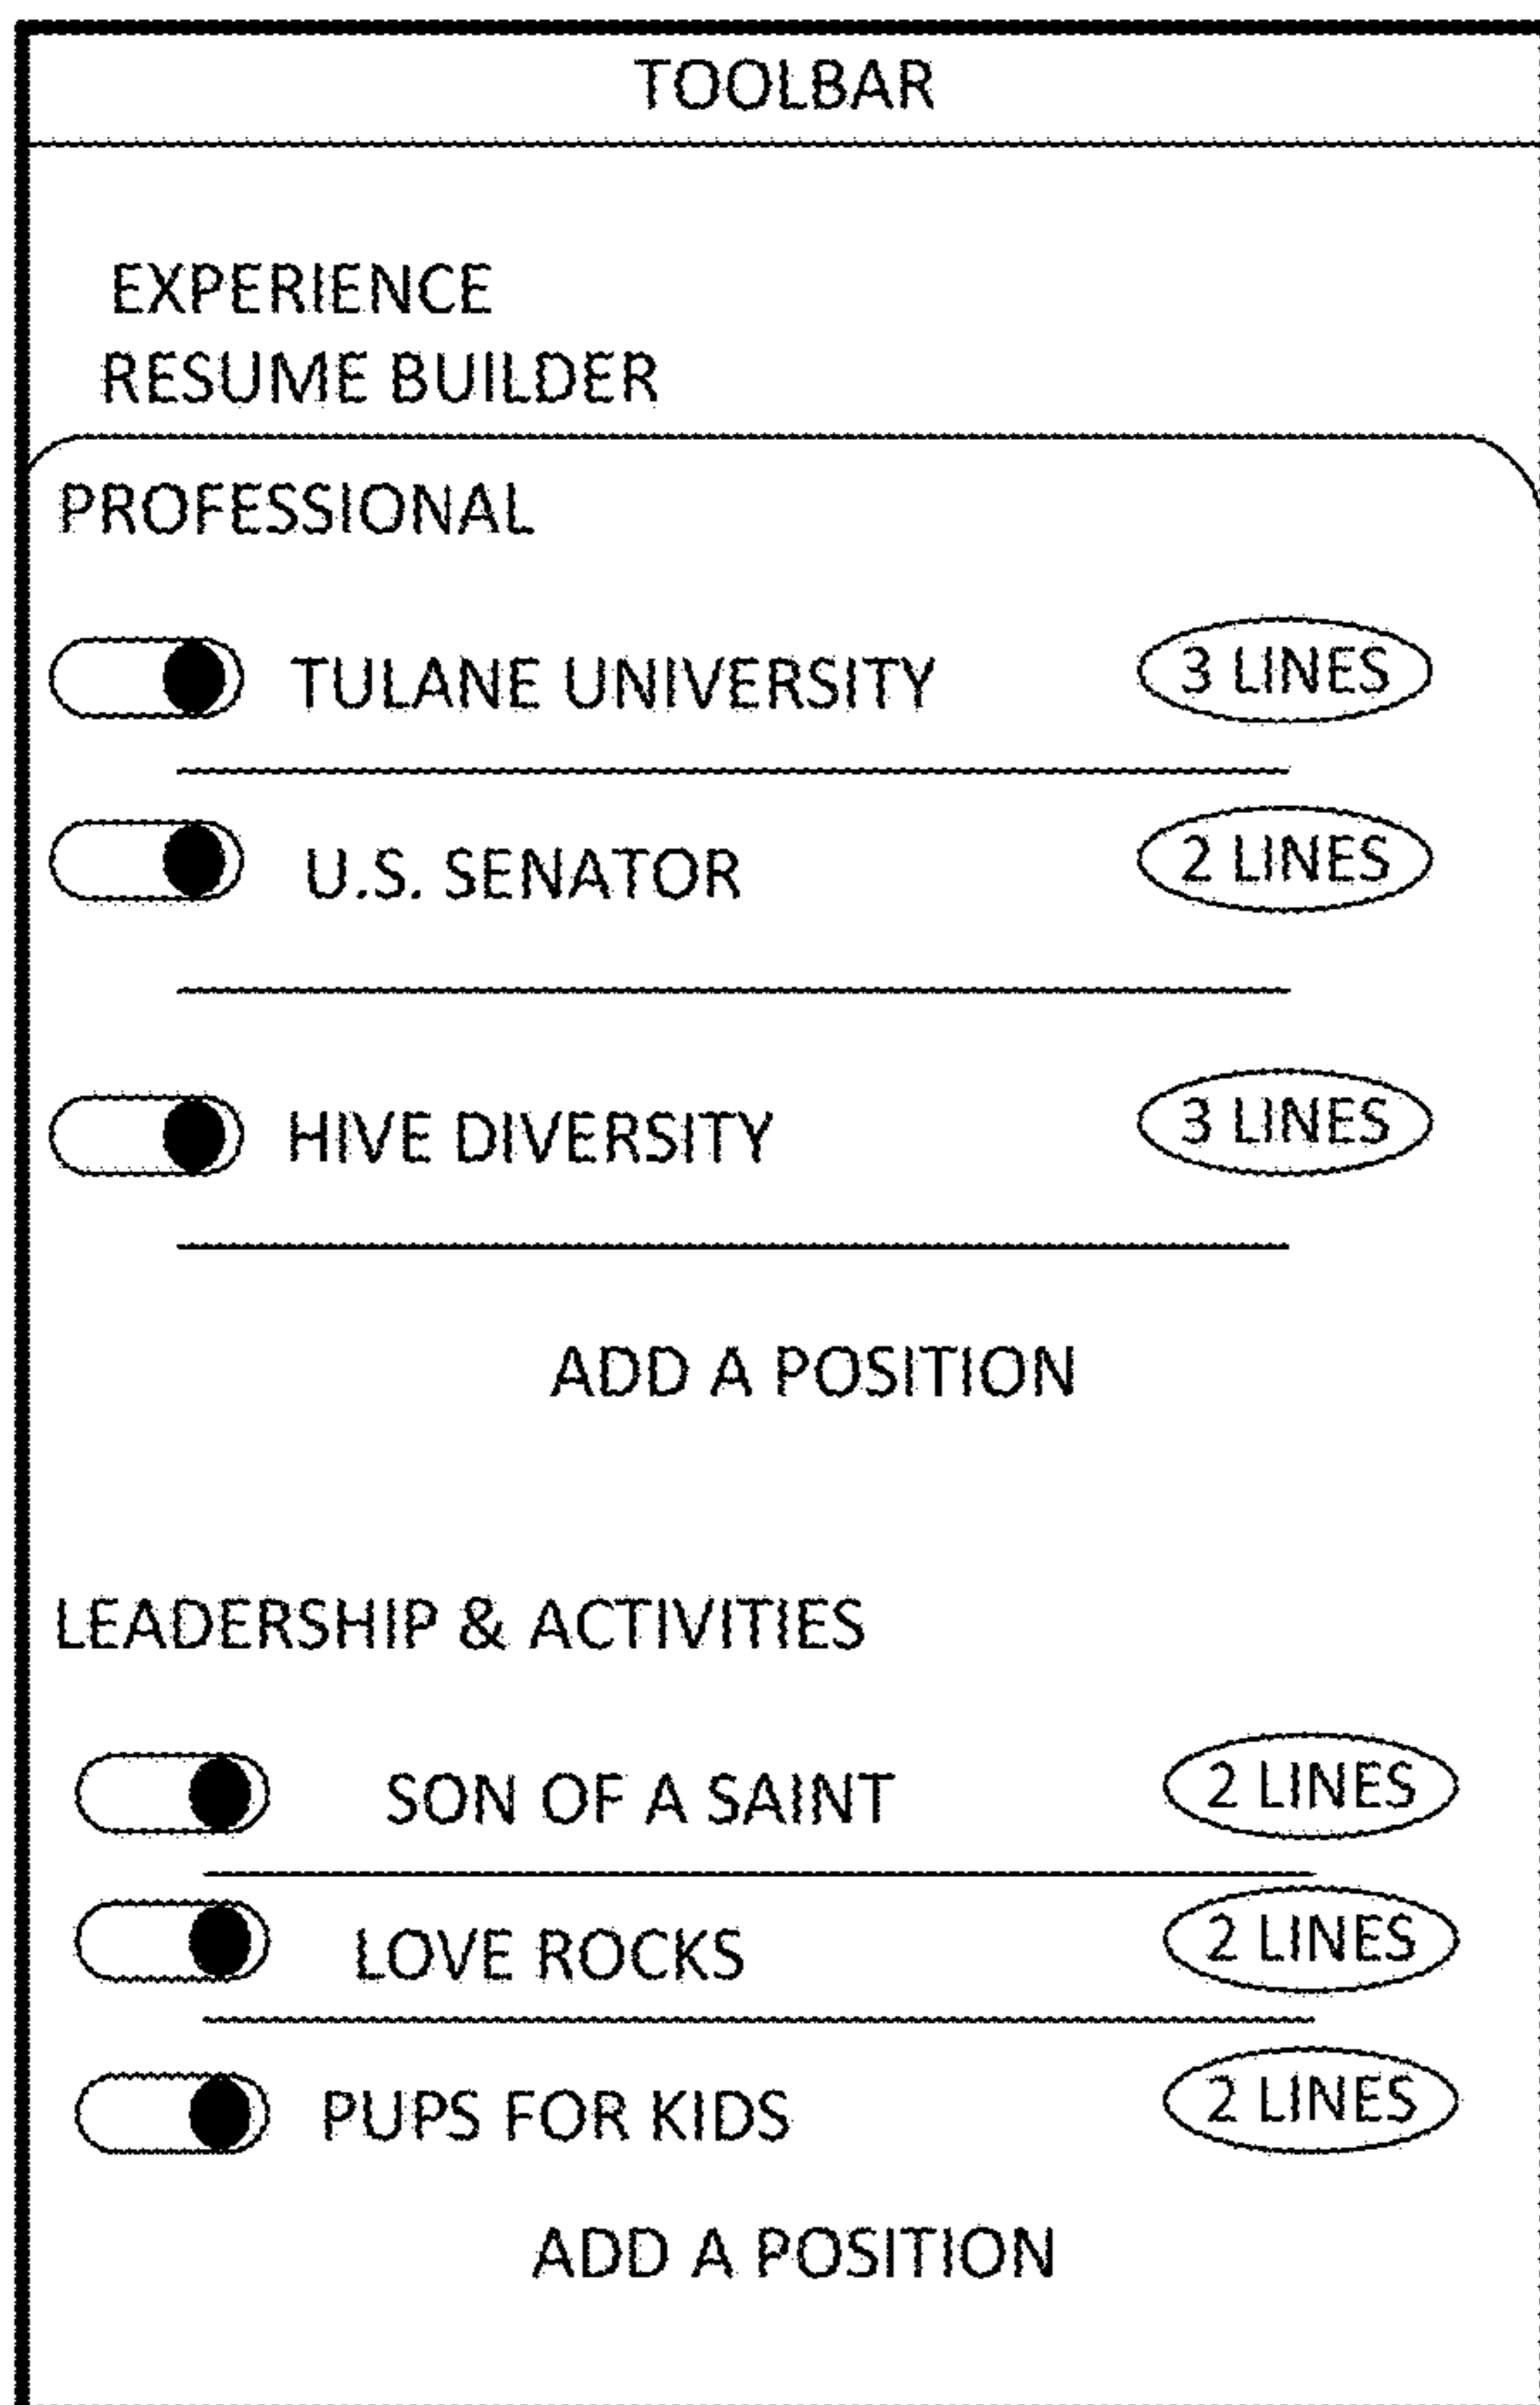 TOOLBAR
EXPERIENCE
RESUME BUILDER
PROFESSIONAL
TULANE UNIVERSITY 3 LINES
U.S. SENATOR 2 LINES
HIVE DIVERSITY 3 LINES
ADD A POSITION
LEADERSHIP & ACTIVITIES
SON OF A SAINT 2 LINES
LOVE ROCKS 2 LINES
PUPS FOR KIDS 2 LINES
ADD A POSITION